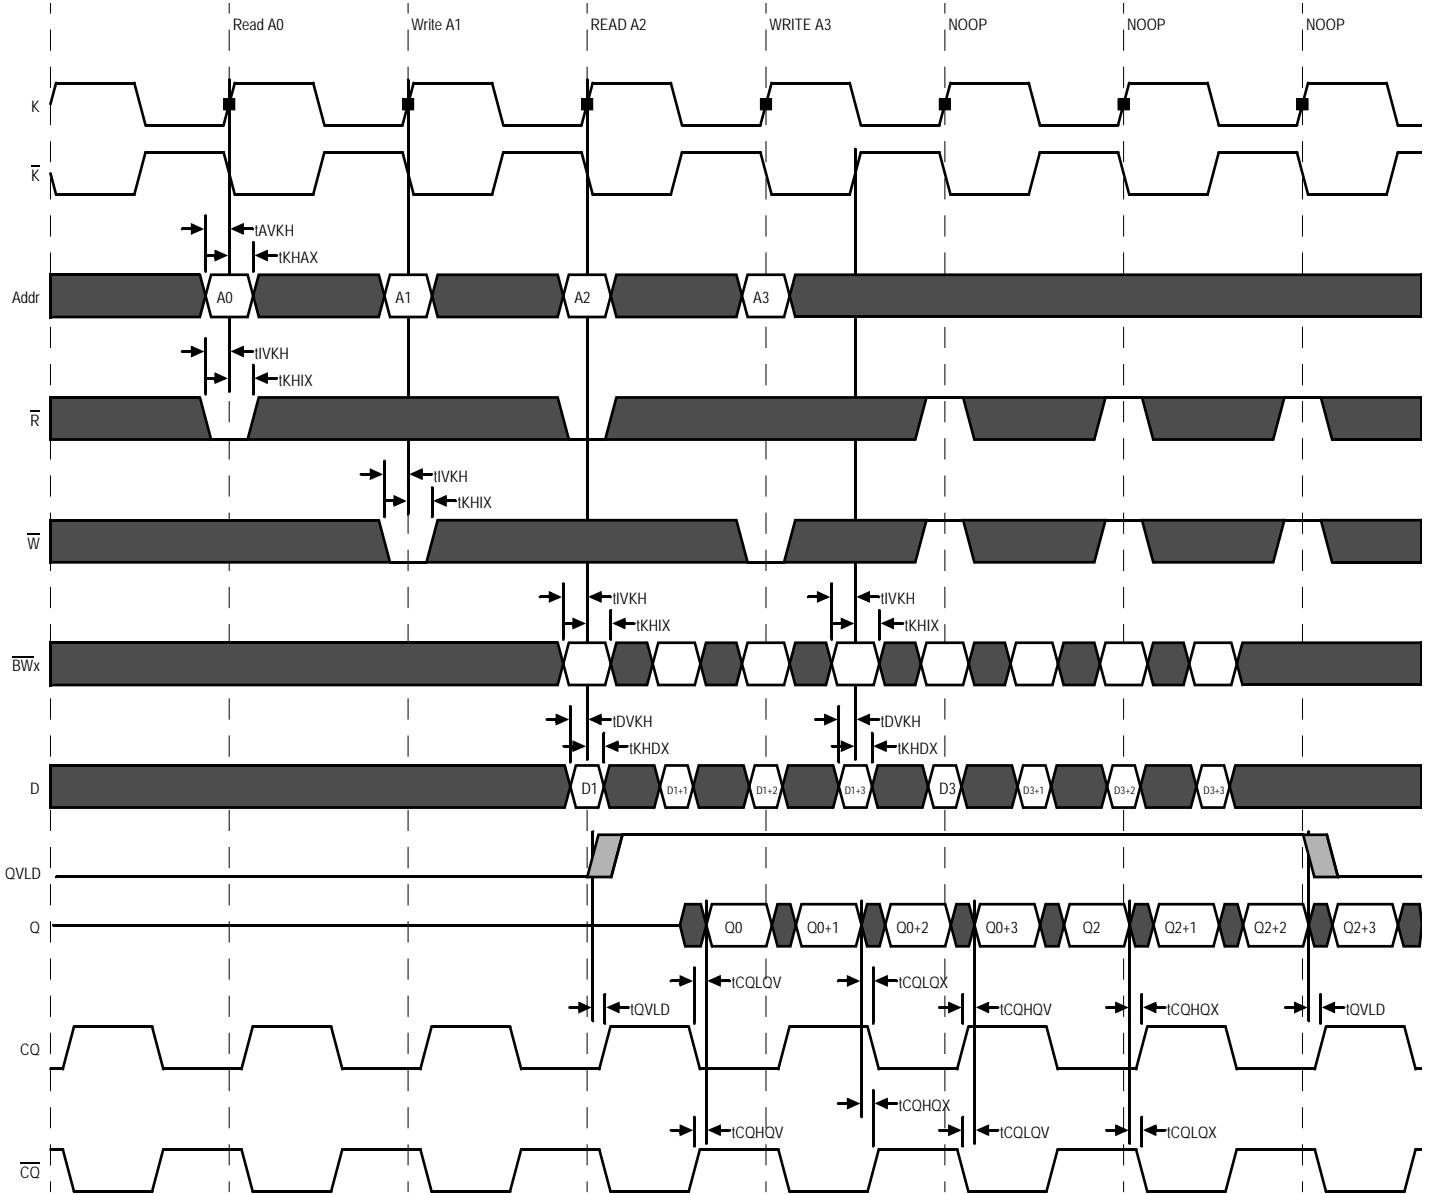 Read A0 Write A1 READ A2 WRITE A3 NOOP NOOP NOOP
K
K̅
tAVKH
tKHAX
Addr A0 A1 A2 A3
tIVKH
tKHIX
R̅
tIVKH
tKHIX
W̅
tIVKH tIVKH
tKHIX tKHIX
B̅W̅x
tDVKH tDVKH
tKHDX tKHDX
D D1 D1+1 D1+2 D1+3 D3 D3+1 D3+2 D3+3
QVLD
Q Q0 Q0+1 Q0+2 Q0+3 Q2 Q2+1 Q2+2 Q2+3
tCQLQV tCQLQX
tQVLD tCQHQV tCQHQX tQVLD
CQ
tCQHQX
tCQHQV tCQLQV tCQLQX
C̅Q̅